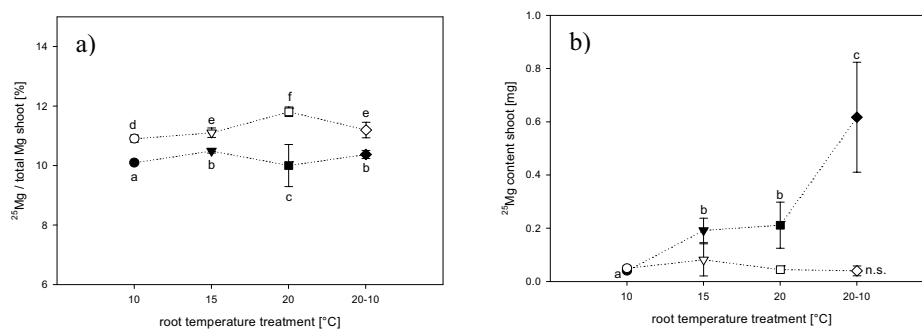 a)
14
12
10
8
6
²⁵Mg / total Mg shoot [%]
d
e
f
e
a
b
c
b
10
15
20
20-10
root temperature treatment [°C]
b)
1.0
0.8
0.6
0.4
0.2
0.0
²⁵Mg content shoot [mg]
c
b
b
a
n.s.
10
15
20
20-10
root temperature treatment [°C]